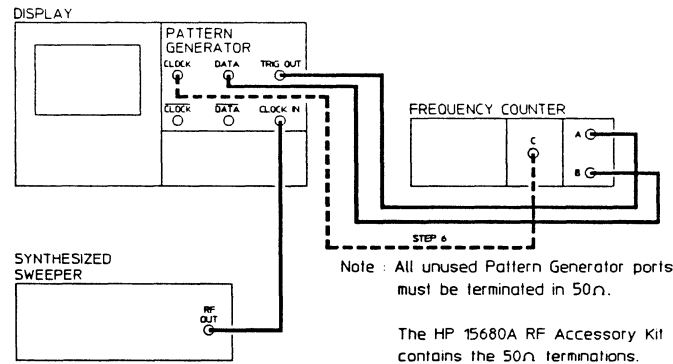 DISPLAY
PATTERN
GENERATOR
CLOCK DATA TRIG OUT
CLOCK DATA CLOCK IN
FREQUENCY COUNTER
A
C
B
STEP 6
SYNTHESIZED
SWEEPER
RF
OUT
Note : All unused Pattern Generator ports
must be terminated in 50Ω.
The HP 15680A RF Accessory Kit
contains the 50Ω terminations.